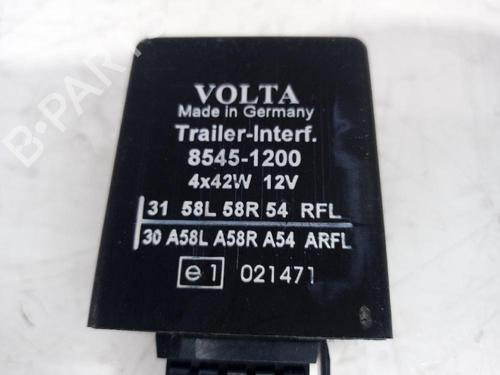 VOLTA
Made in Germany
Trailer-Interf.
8545-1200
4x42W 12V
31 58L 58R 54 RFL
30 A58L A58R A54 ARFL
e1 021471